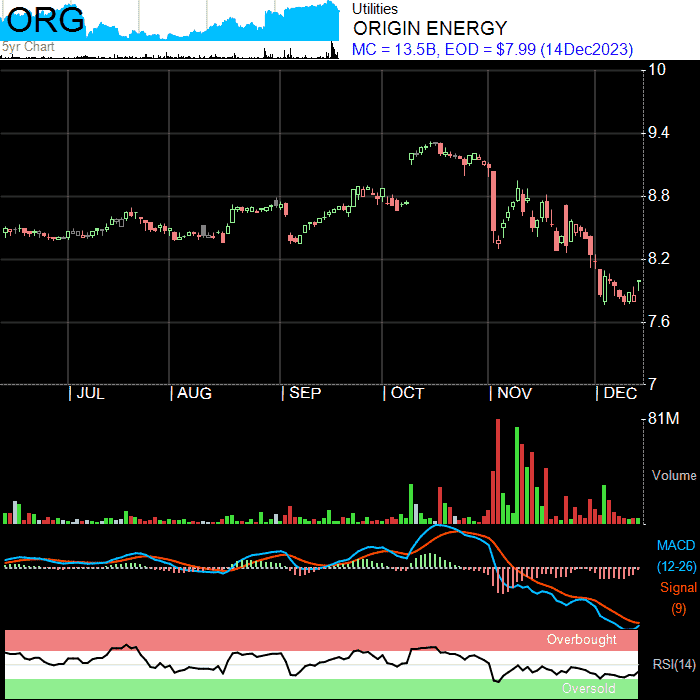 ORG
5yr Chart
Utilities
ORIGIN ENERGY
MC = 13.5B, EOD = $7.99 (14Dec2023)
10
9.4
8.8
8.2
7.6
7
JUL AUG SEP OCT NOV DEC
81M
Volume
MACD
(12-26)
Signal
(9)
Overbought
RSI(14)
Oversold